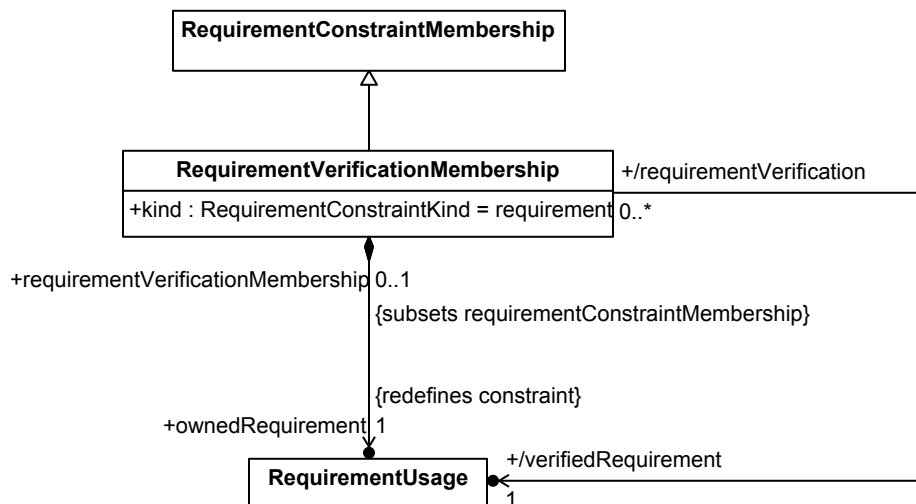 RequirementConstraintMembership
RequirementVerificationMembership
+/requirementVerification
+kind : RequirementConstraintKind = requirement
0..*
+requirementVerificationMembership 0..1
{subsets requirementConstraintMembership}
{redefines constraint}
+ownedRequirement 1
+/verifiedRequirement
RequirementUsage
1